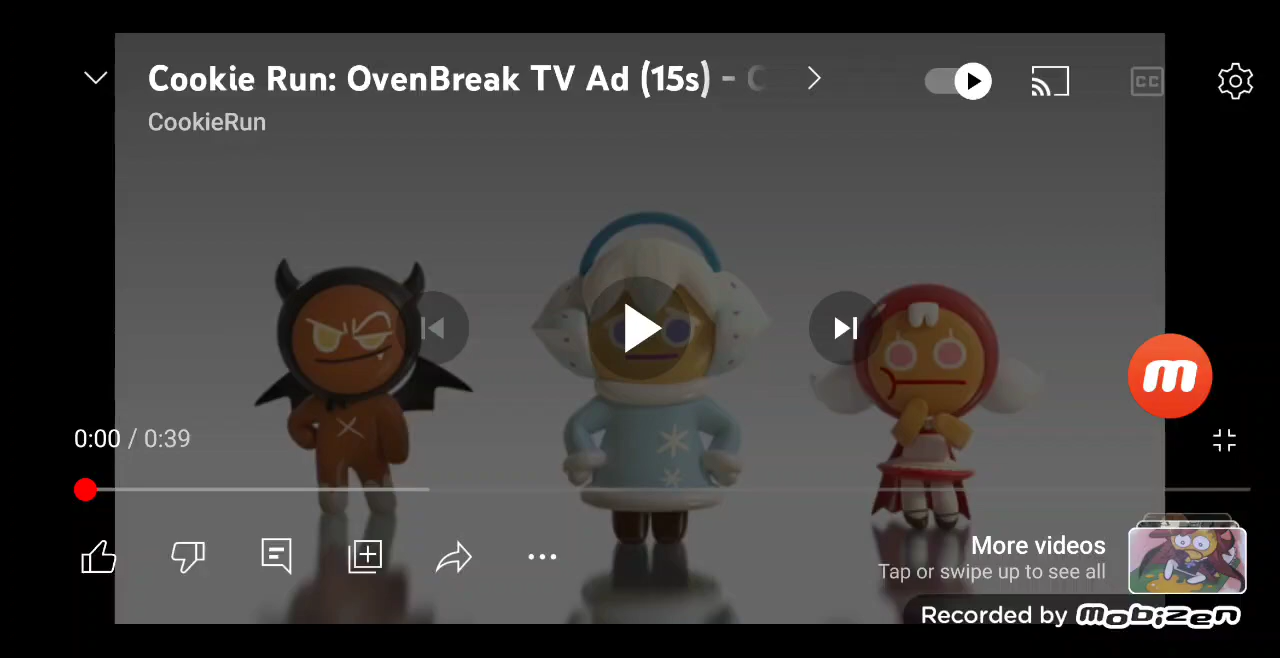 Cookie Run: OvenBreak TV Ad (15s) - C
CC
CookieRun
m
0:00 / 0:39
More videos
Tap or swipe up to see all
Recorded by mobizen